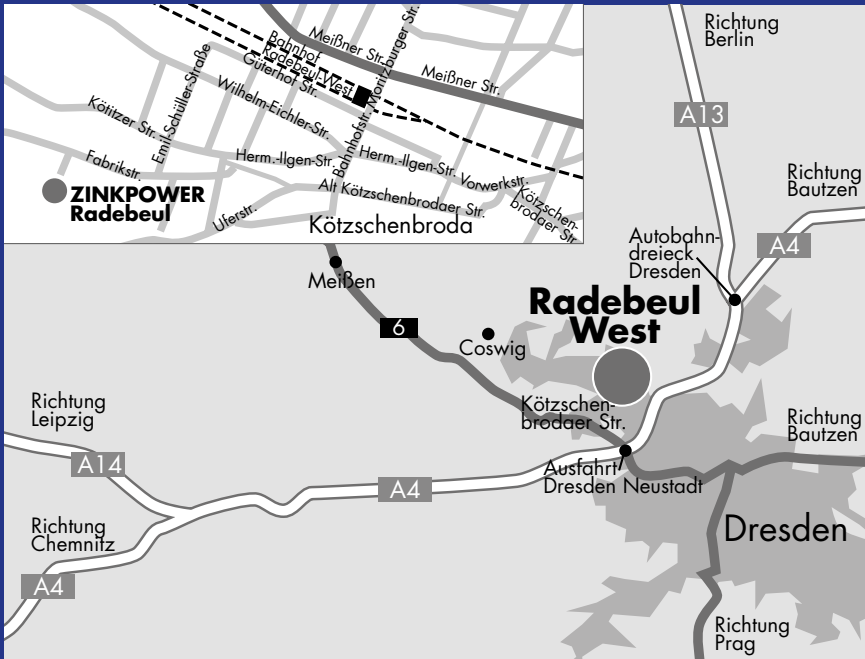 Bahnhof
Radebeul-West
Güterhof Str.
Meißner Str.
Meißner Str.
Moritzburger Str.
Bahnhofstr.
Wilhelm-Eichler-Str.
Emil-Schüller-Straße
Kötitzer Str.
Fabrikstr.
Herm.-Ilgen-Str.
Herm.-Ilgen-Str.
Vorwerkstr.
Alt Kötzschenbrodaer Str.
Kötzschen-
brodaer Str.
Uferstr.
ZINKPOWER
Radebeul
Kötzschenbroda
Richtung
Berlin
A13
Richtung
Bautzen
A4
Autobahn-
dreieck
Dresden
Meißen
6
Coswig
Radebeul
West
Kötzschen-
brodaer Str.
Richtung
Leipzig
A14
Richtung
Bautzen
Ausfahrt
Dresden Neustadt
A4
Richtung
Chemnitz
A4
Dresden
Richtung
Prag